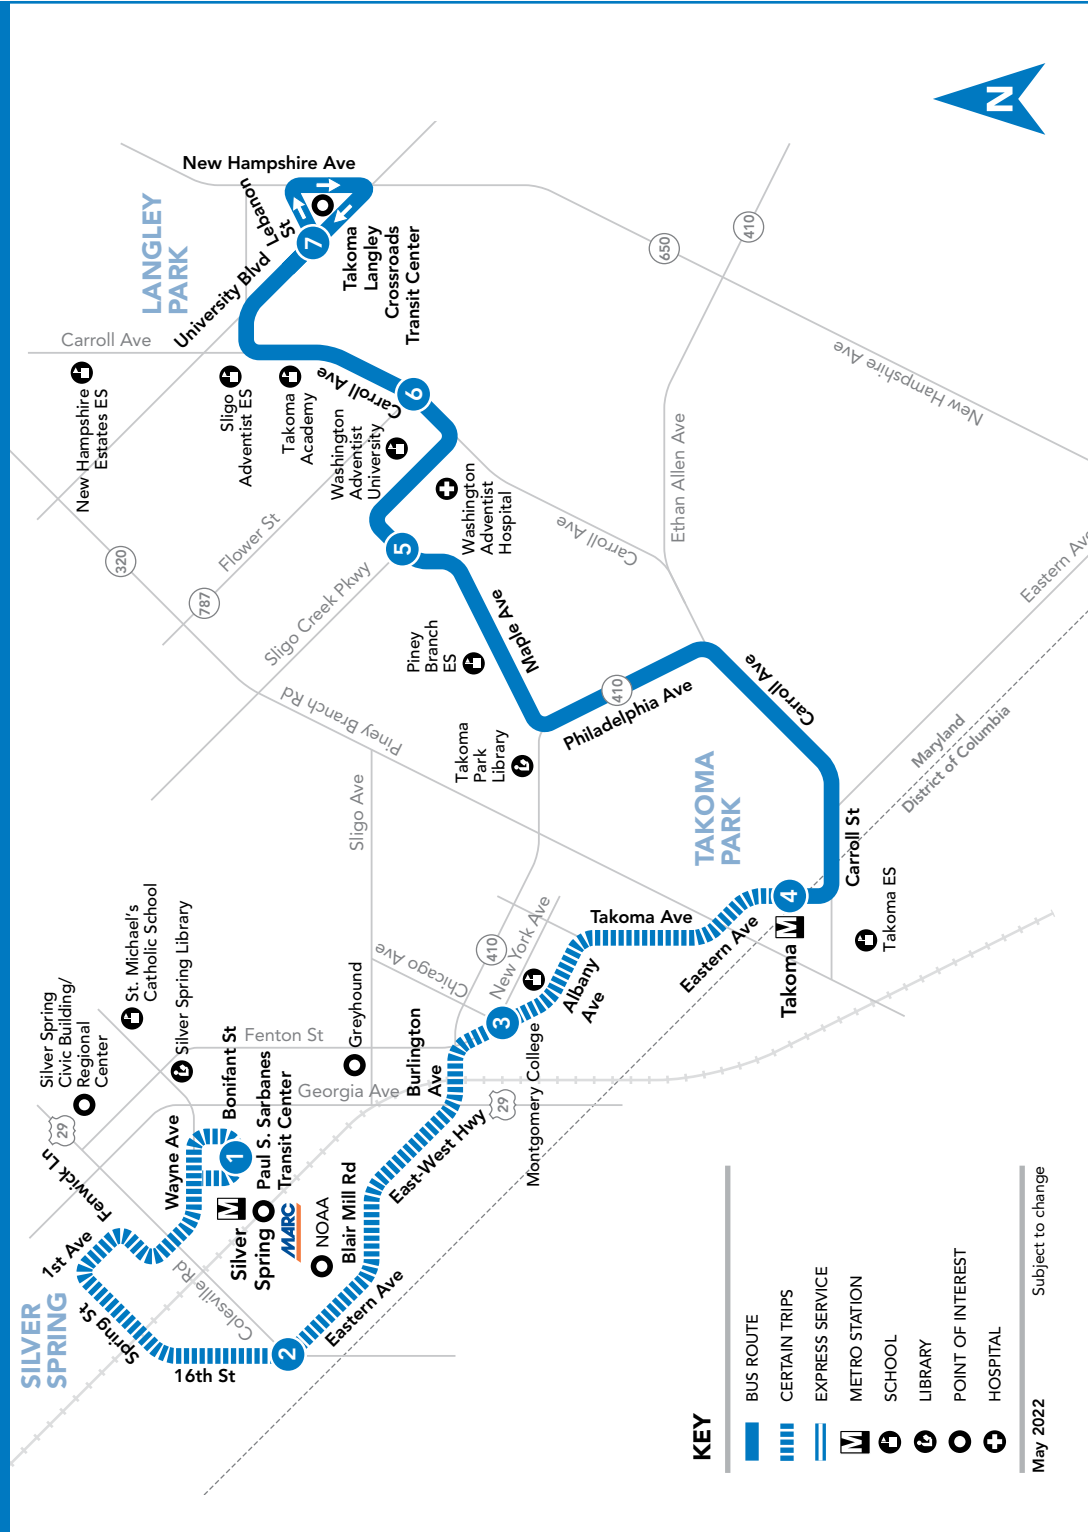 N
New Hampshire Ave
Lebanon
St
LANGLEY
PARK
University Blvd
7
Takoma
Langley
Crossroads
Transit Center
Carroll Ave
New Hampshire
Estates ES
Sligo
Adventist ES
Takoma
Academy
Carroll Ave
6
Washington
Adventist
University
Washington
Adventist
Hospital
410
650
New Hampshire Ave
Ethan Allen Ave
Carroll Ave
320
787
Flower St
Sligo Creek Pkwy
5
Maple Ave
Piney
Branch
ES
Piney Branch Rd
Takoma
Park
Library
410
Philadelphia Ave
Carroll Ave
Eastern Ave
Maryland
District of Columbia
TAKOMA
PARK
Sligo Ave
Carroll St
4
Takoma
M
Takoma ES
Takoma Ave
Eastern Ave
New York Ave
410
Chicago Ave
Albany
Ave
3
Montgomery College
St. Michael's
Catholic School
Silver Spring Library
Silver Spring
Civic Building/
Regional
Center
Greyhound
Fenton St
Georgia Ave
Burlington
Ave
29
29
East-West Hwy
Bonifant St
Paul S. Sarbanes
Transit Center
1
Wayne Ave
Fenwick Ln
M
Silver
Spring
MARC
NOAA
Blair Mill Rd
Eastern Ave
1st Ave
Colesville Rd
SILVER
SPRING
Spring St
16th St
2
KEY
BUS ROUTE
CERTAIN TRIPS
EXPRESS SERVICE
M
METRO STATION
SCHOOL
LIBRARY
POINT OF INTEREST
HOSPITAL
May 2022
Subject to change